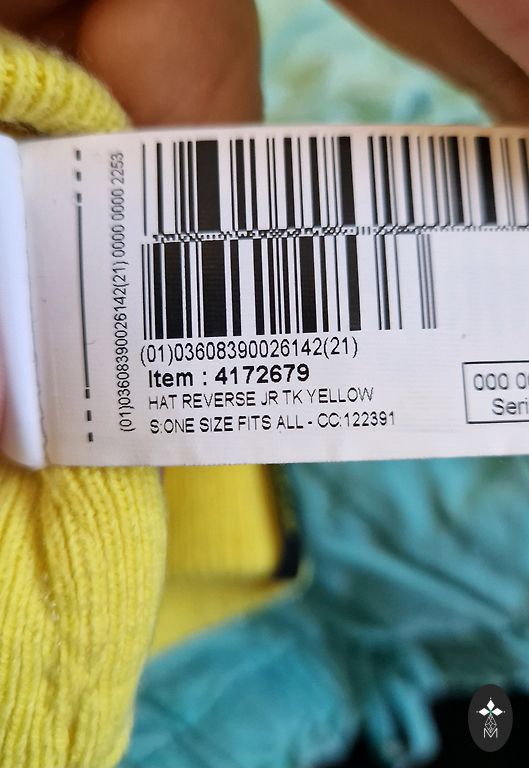 (01)03608390026142(21) 0000 0000 2253
(01)03608390026142(21)
Item : 4172679
HAT REVERSE JR TK YELLOW
S:ONE SIZE FITS ALL - CC:122391
000 00
Seri
M